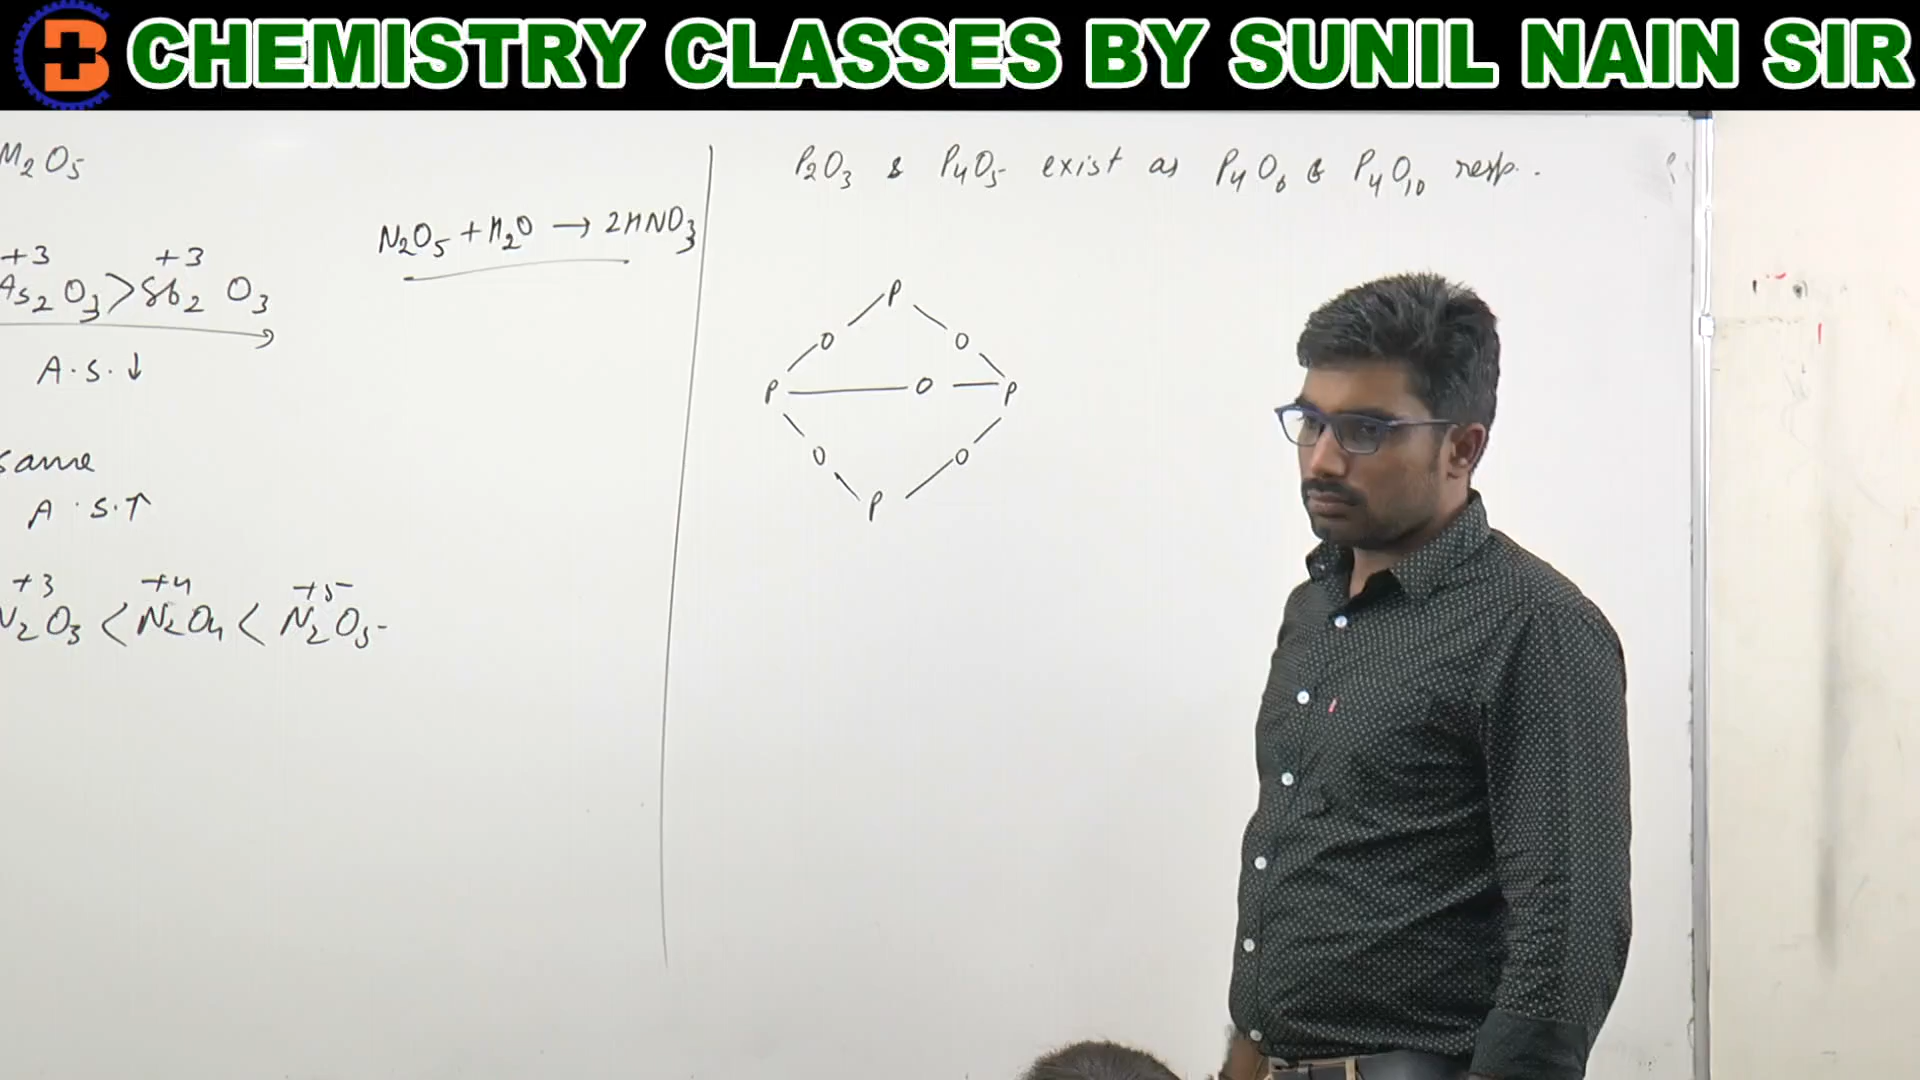 CHEMISTRY CLASSES BY SUNIL NAIN SIR
M2O5
+3 +3
As2O3 > Sb2O3
A.S.↓
same
A.S.↑
+3 +4 +5
N2O3 < N2O4 < N2O5
N2O5 + H2O → 2HNO3
P2O3 & P4O5 exist as P4O6 & P4O10 resp.
P
O O
P O P
O O
P